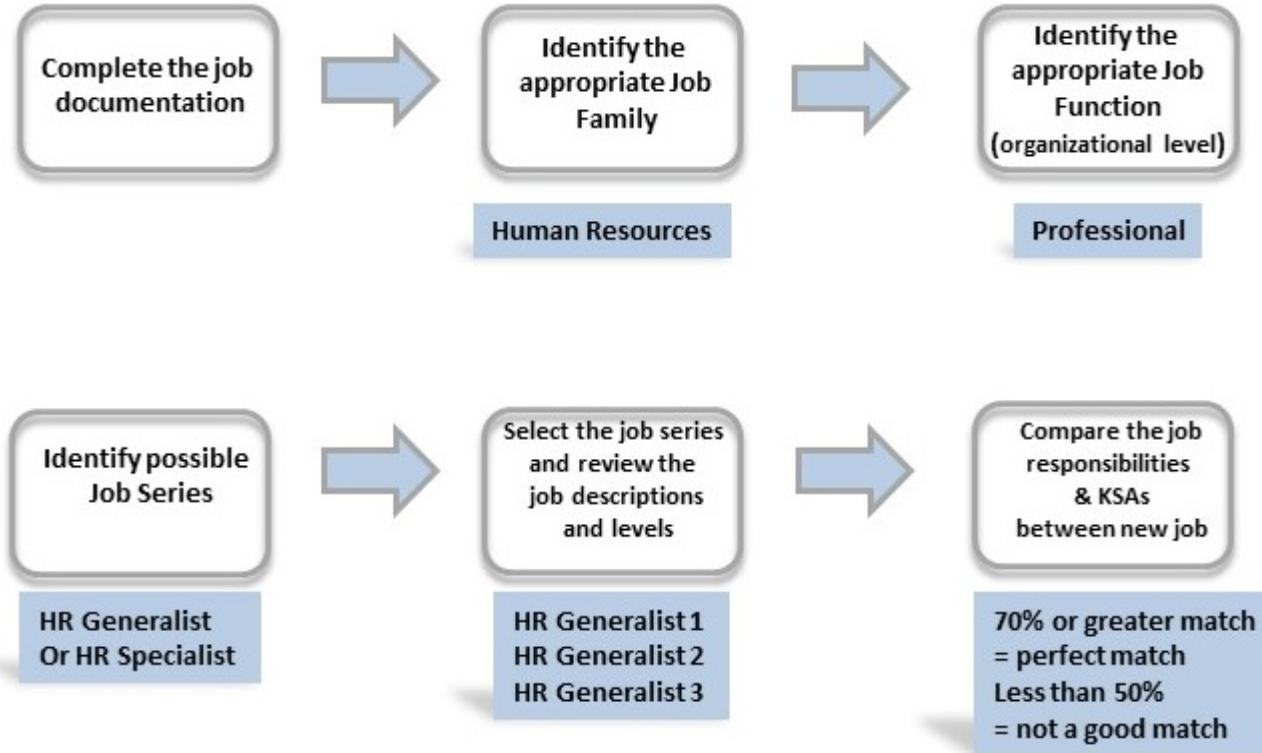 Complete the job
documentation
Identify the
appropriate Job
Family
Identify the
appropriate Job
Function
(organizational level)
Human Resources
Professional
Identify possible
Job Series
Select the job series
and review the
job descriptions
and levels
Compare the job
responsibilities
& KSAs
between new job
HR Generalist
Or HR Specialist
HR Generalist 1
HR Generalist 2
HR Generalist 3
70% or greater match
= perfect match
Less than 50%
= not a good match